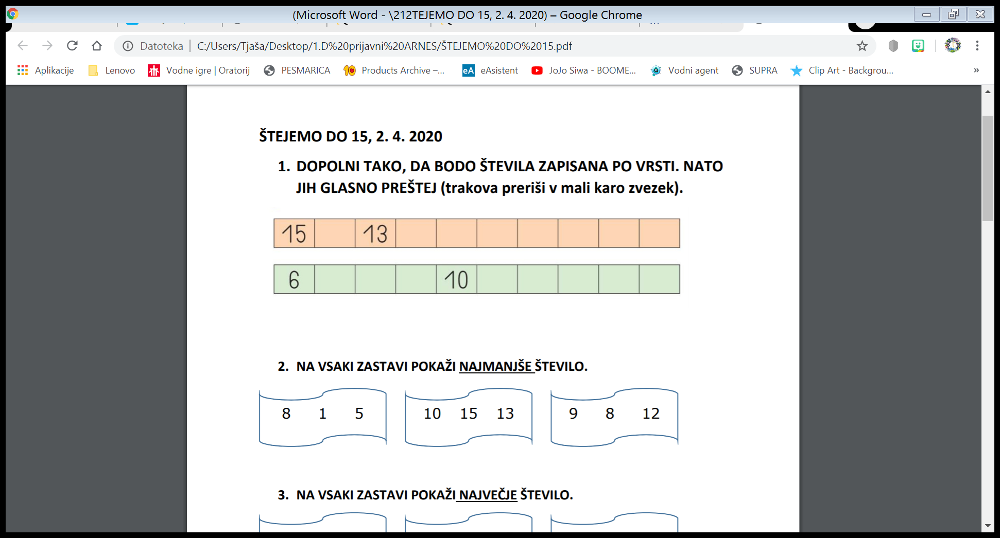 (Microsoft Word - \212TEJEMO DO 15, 2. 4. 2020) – Google Chrome
Datoteka | C:/Users/Tjaša/Desktop/1.D%20prijavni%20ARNES/ŠTEJEMO%20DO%2015.pdf
Aplikacije Lenovo Vodne igre | Oratorij PESMARICA Products Archive –... eA eAsistent JoJo Siwa - BOOME... Vodni agent SUPRA Clip Art - Backgrou... »
ŠTEJEMO DO 15, 2. 4. 2020
1. DOPOLNI TAKO, DA BODO ŠTEVILA ZAPISANA PO VRSTI. NATO
JIH GLASNO PREŠTEJ (trakova preriši v mali karo zvezek).
15 13
6 10
2. NA VSAKI ZASTAVI POKAŽI NAJMANJŠE ŠTEVILO.
8 1 5 10 15 13 9 8 12
3. NA VSAKI ZASTAVI POKAŽI NAJVEČJE ŠTEVILO.